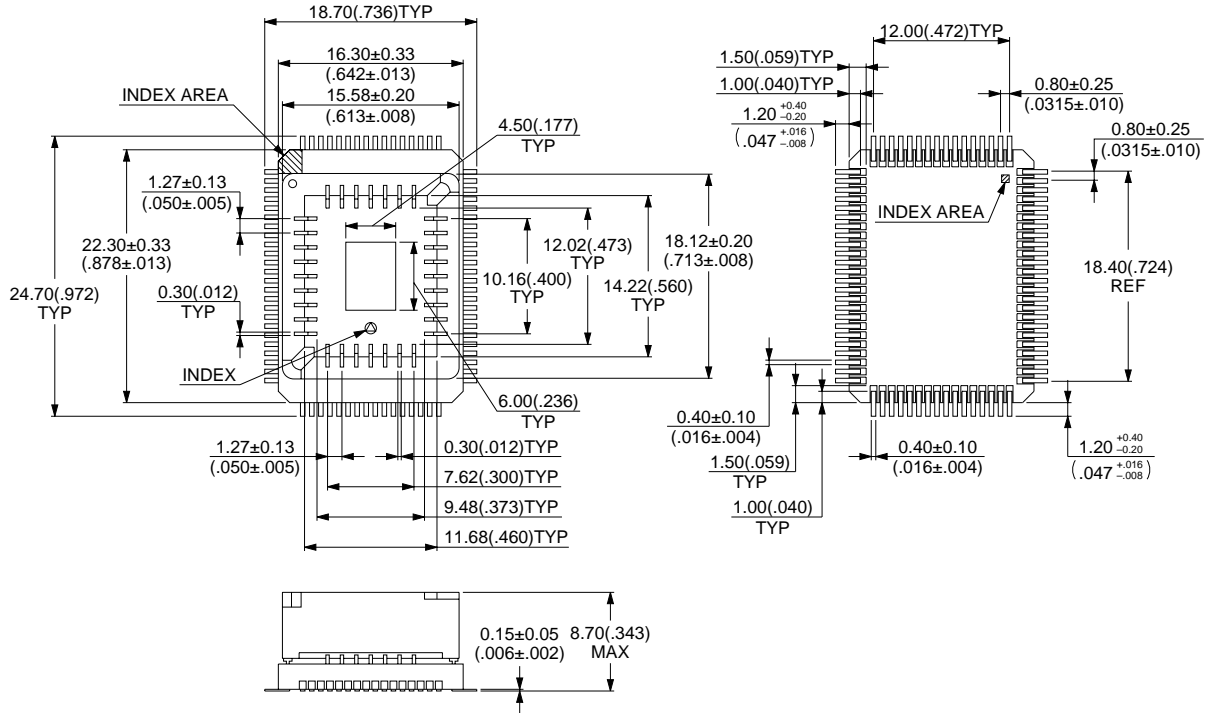 18.70(.736)TYP
16.30±0.33
(.642±.013)
INDEX AREA
15.58±0.20
(.613±.008)
4.50(.177)
TYP
1.27±0.13
(.050±.005)
22.30±0.33
(.878±.013)
24.70(.972)
TYP
0.30(.012)
TYP
INDEX
12.02(.473)
TYP
10.16(.400)
TYP
14.22(.560)
TYP
18.12±0.20
(.713±.008)
6.00(.236)
TYP
1.27±0.13
(.050±.005)
0.30(.012)TYP
7.62(.300)TYP
9.48(.373)TYP
11.68(.460)TYP
12.00(.472)TYP
1.50(.059)TYP
1.00(.040)TYP
1.20 +0.40 –0.20
(.047 +.016 –.008)
0.80±0.25
(.0315±.010)
0.80±0.25
(.0315±.010)
INDEX AREA
18.40(.724)
REF
0.40±0.10
(.016±.004)
1.50(.059)
TYP
1.00(.040)
TYP
0.40±0.10
(.016±.004)
1.20 +0.40 –0.20
(.047 +.016 –.008)
0.15±0.05
(.006±.002)
8.70(.343)
MAX